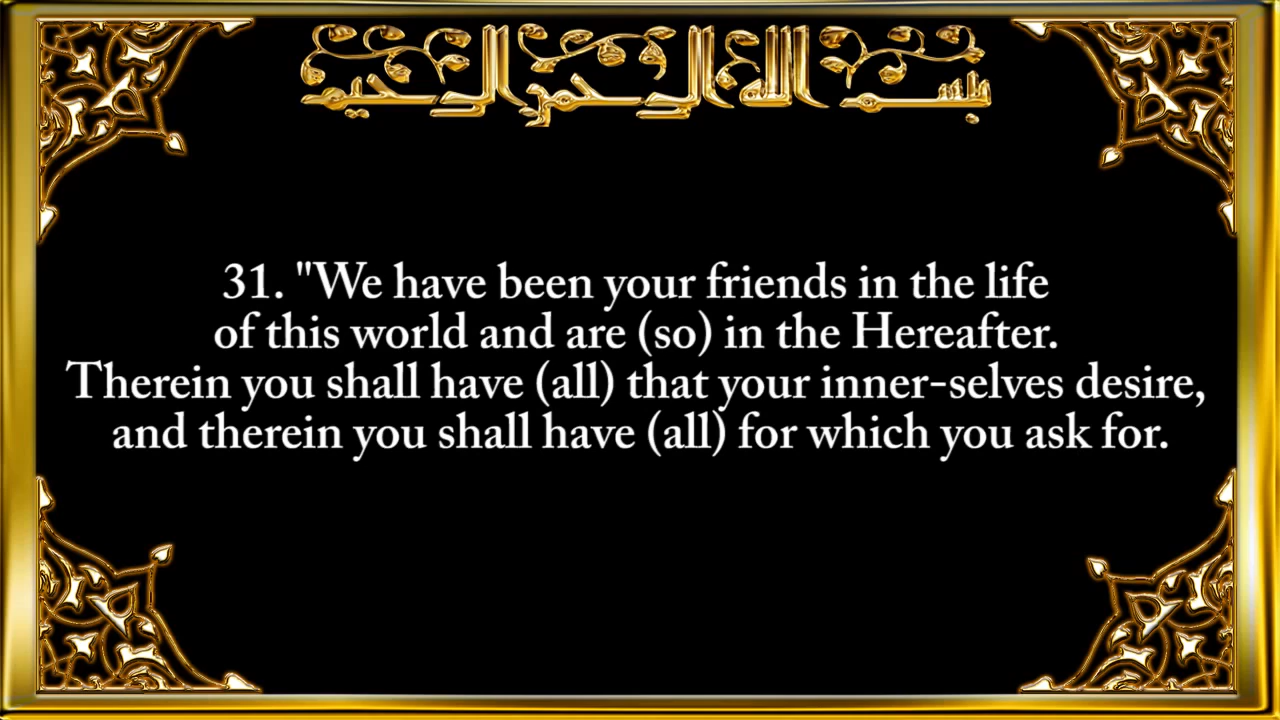 بسم الله الرحمن الرحيم
31. "We have been your friends in the life
of this world and are (so) in the Hereafter.
Therein you shall have (all) that your inner-selves desire,
and therein you shall have (all) for which you ask for.